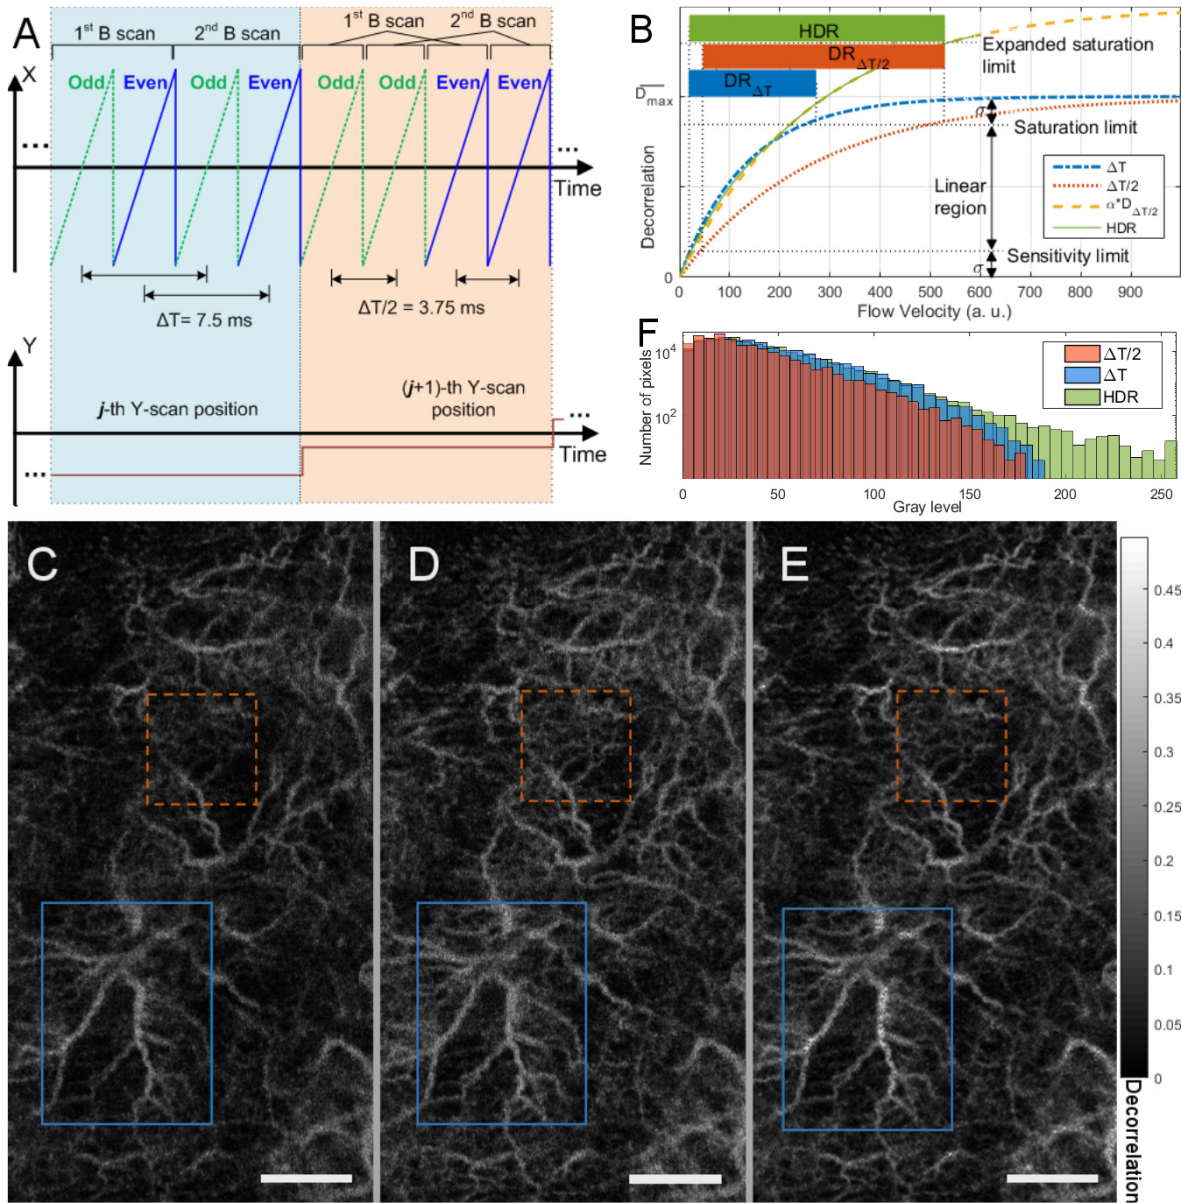 A
1st B scan
2nd B scan
1st B scan
2nd B scan
X
Odd
Even
Odd
Even
Odd
Odd
Even
Even
...
...
Time
ΔT= 7.5 ms
ΔT/2 = 3.75 ms
Y
j-th Y-scan position
(j+1)-th Y-scan
position
...
...
Time
B
HDR
DRΔT/2
DRΔT
Expanded saturation
limit
Dmax
σ
Saturation limit
Linear
region
ΔT
ΔT/2
α*DΔT/2
HDR
Sensitivity limit
σ
Decorrelation
0
0
100
200
300
400
500
600
700
800
900
Flow Velocity (a. u.)
F
Number of pixels
10^4
10^2
ΔT/2
ΔT
HDR
0
50
100
150
200
250
Gray level
C
D
E
0.45
0.4
0.35
0.3
0.25
0.2
0.15
0.1
0.05
0
Decorrelation